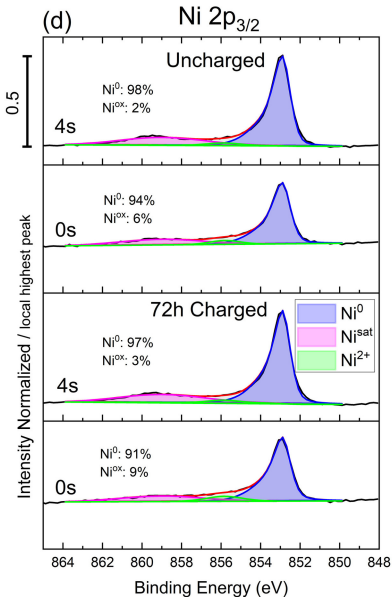 (d)
Ni 2p3/2
Uncharged
0.5
Ni⁰: 98%
Niᵒˣ: 2%
4s
Ni⁰: 94%
Niᵒˣ: 6%
0s
72h Charged
Ni⁰: 97%
Niᵒˣ: 3%
4s
Ni⁰
Niˢᵃᵗ
Ni²⁺
Ni⁰: 91%
Niᵒˣ: 9%
0s
Intensity Normalized / local highest peak
864 862 860 858 856 854 852 850 848
Binding Energy (eV)